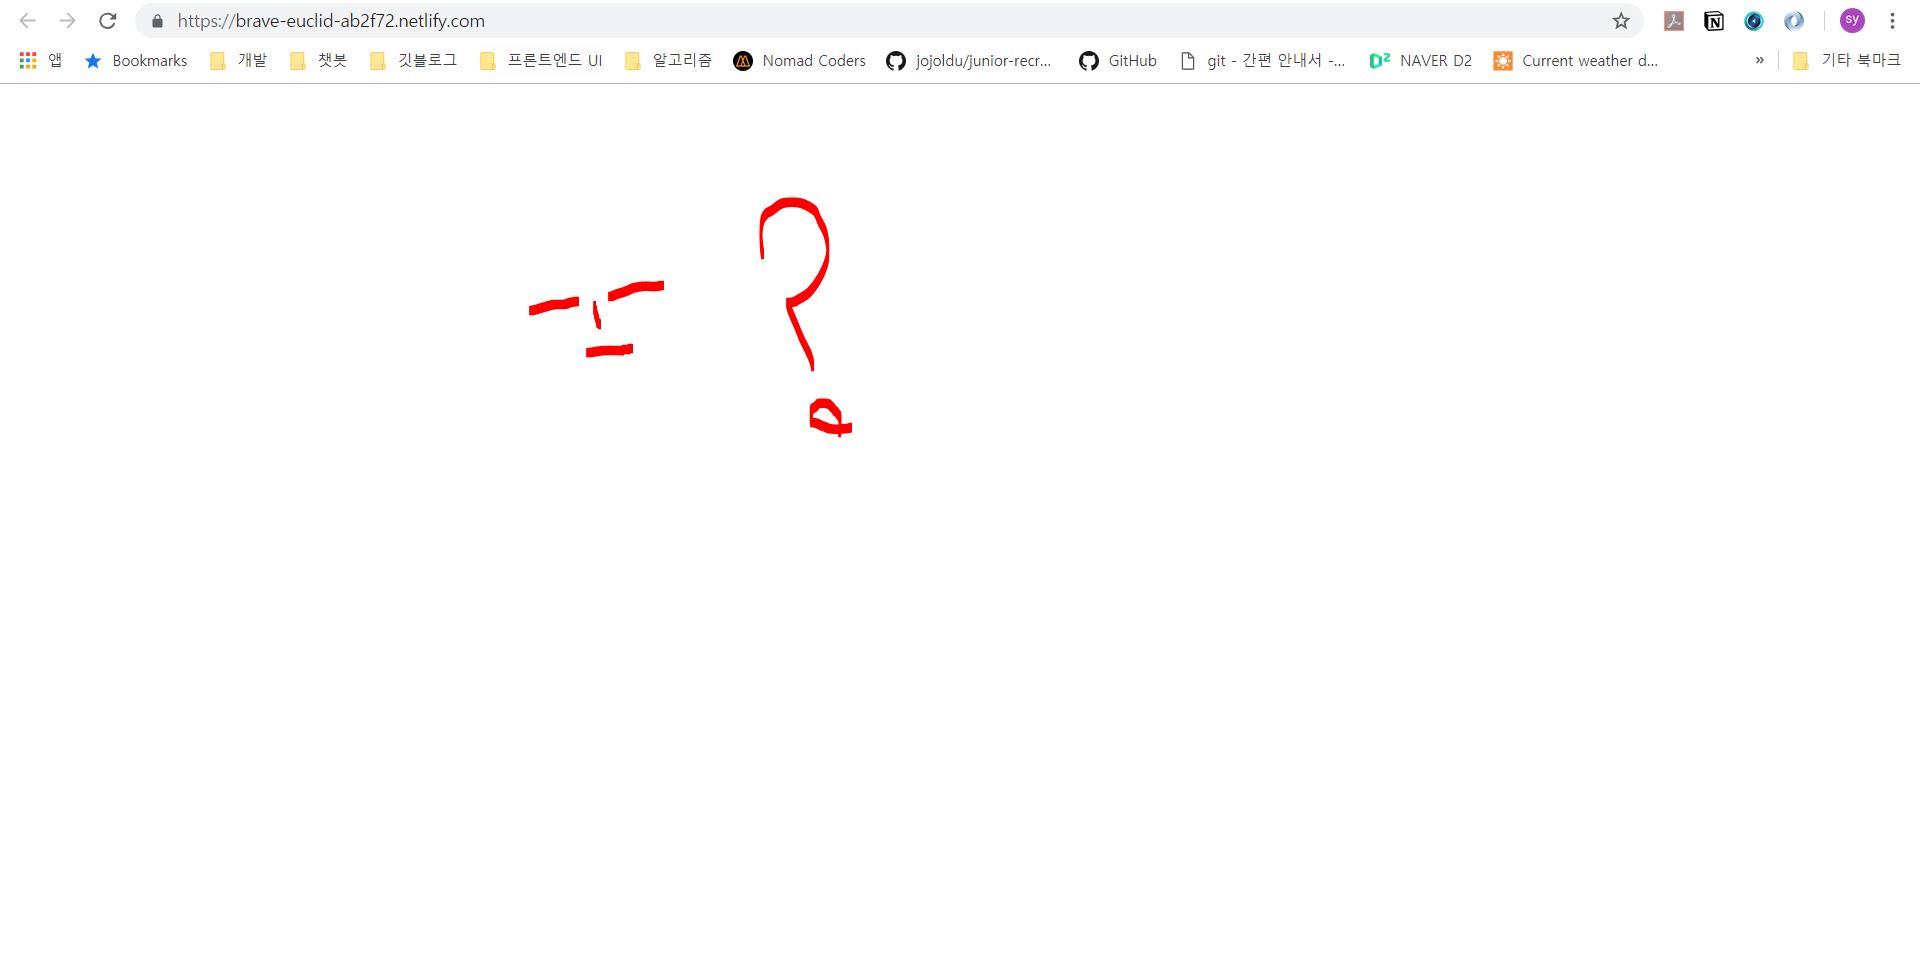 https://brave-euclid-ab2f72.netlify.com
sy
앱 Bookmarks 개발 챗봇 깃블로그 프론트엔드 UI 알고리즘 Nomad Coders jojoldu/junior-recr... GitHub git - 간편 안내서 -... NAVER D2 Current weather d... » 기타 북마크
?